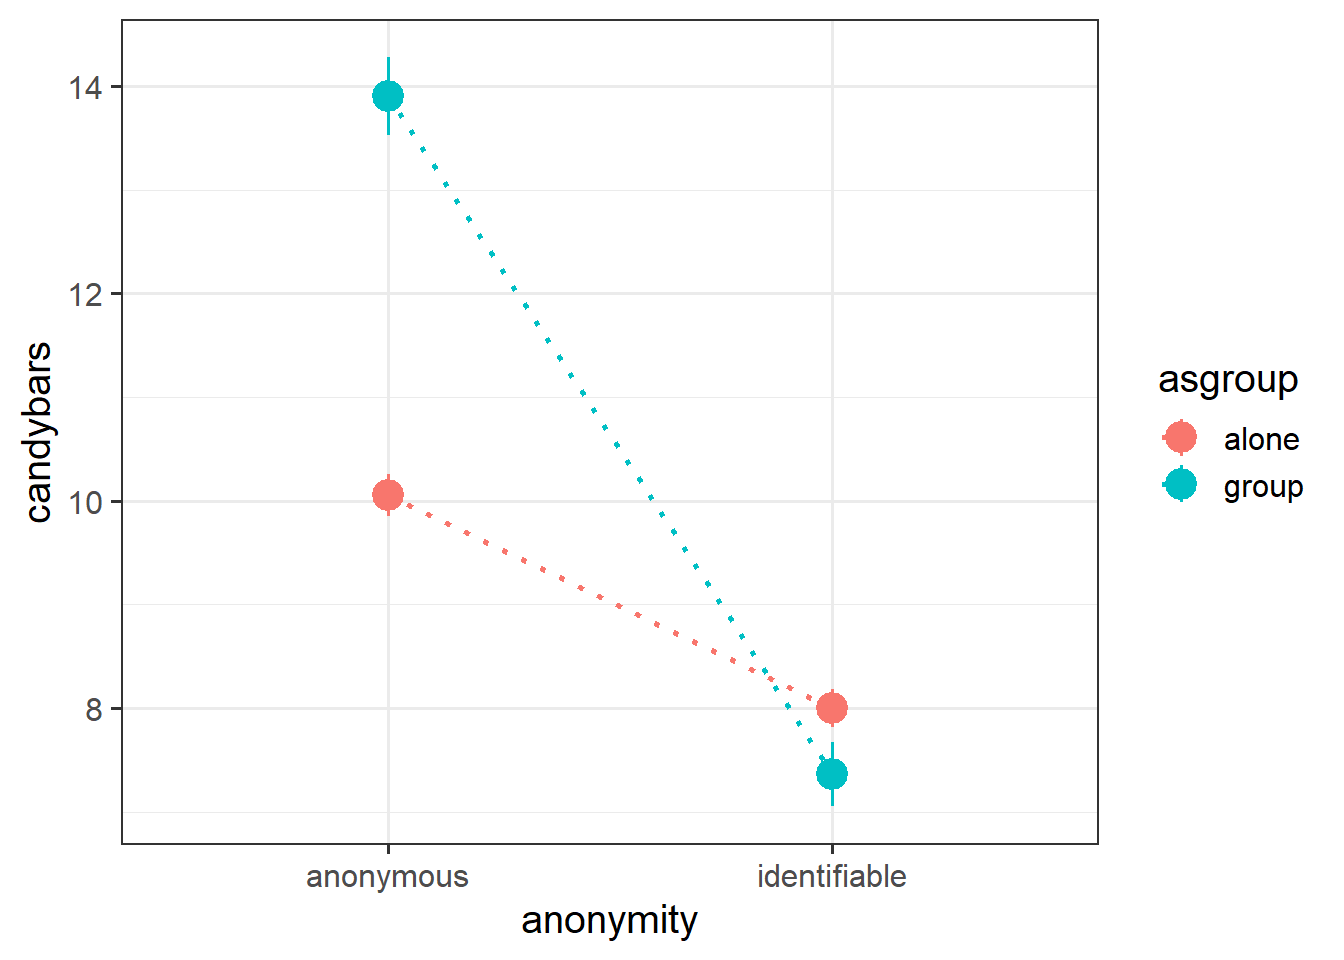 14
12
10
8
candybars
anonymous
identifiable
anonymity
asgroup
alone
group